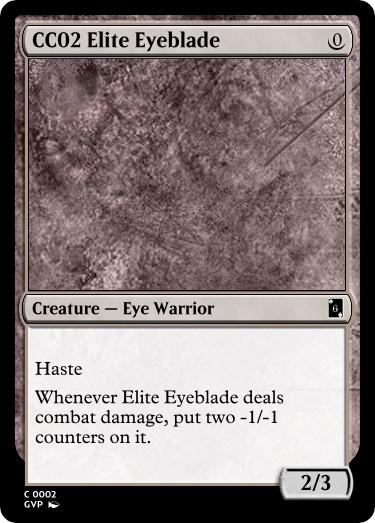 CC02 Elite Eyeblade 0
Creature — Eye Warrior 6
Haste
Whenever Elite Eyeblade deals
combat damage, put two -1/-1
counters on it.
2/3
C 0002
GVP